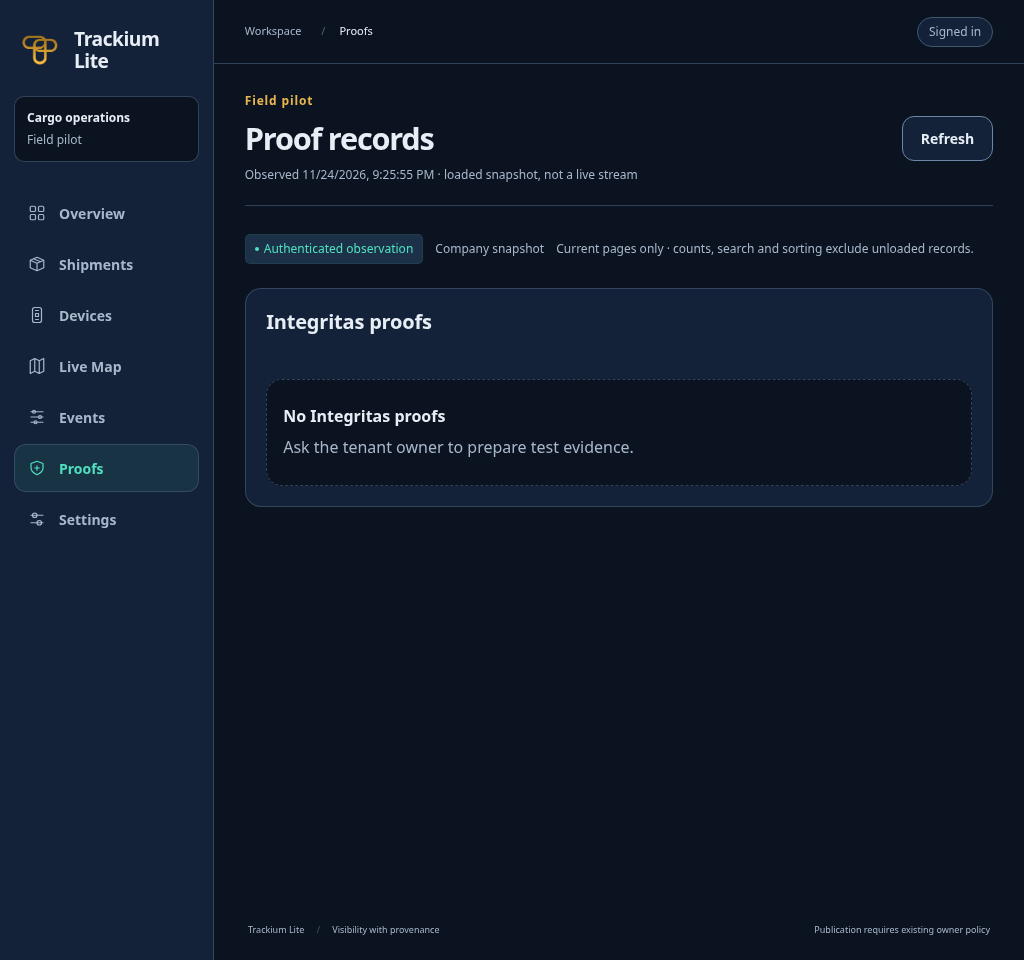 Trackium
Lite
Cargo operations
Field pilot
Overview
Shipments
Devices
Live Map
Events
Proofs
Settings
Workspace / Proofs
Signed in
Field pilot
Proof records
Refresh
Observed 11/24/2026, 9:25:55 PM · loaded snapshot, not a live stream
• Authenticated observation Company snapshot Current pages only · counts, search and sorting exclude unloaded records.
Integritas proofs
No Integritas proofs
Ask the tenant owner to prepare test evidence.
Trackium Lite / Visibility with provenance
Publication requires existing owner policy